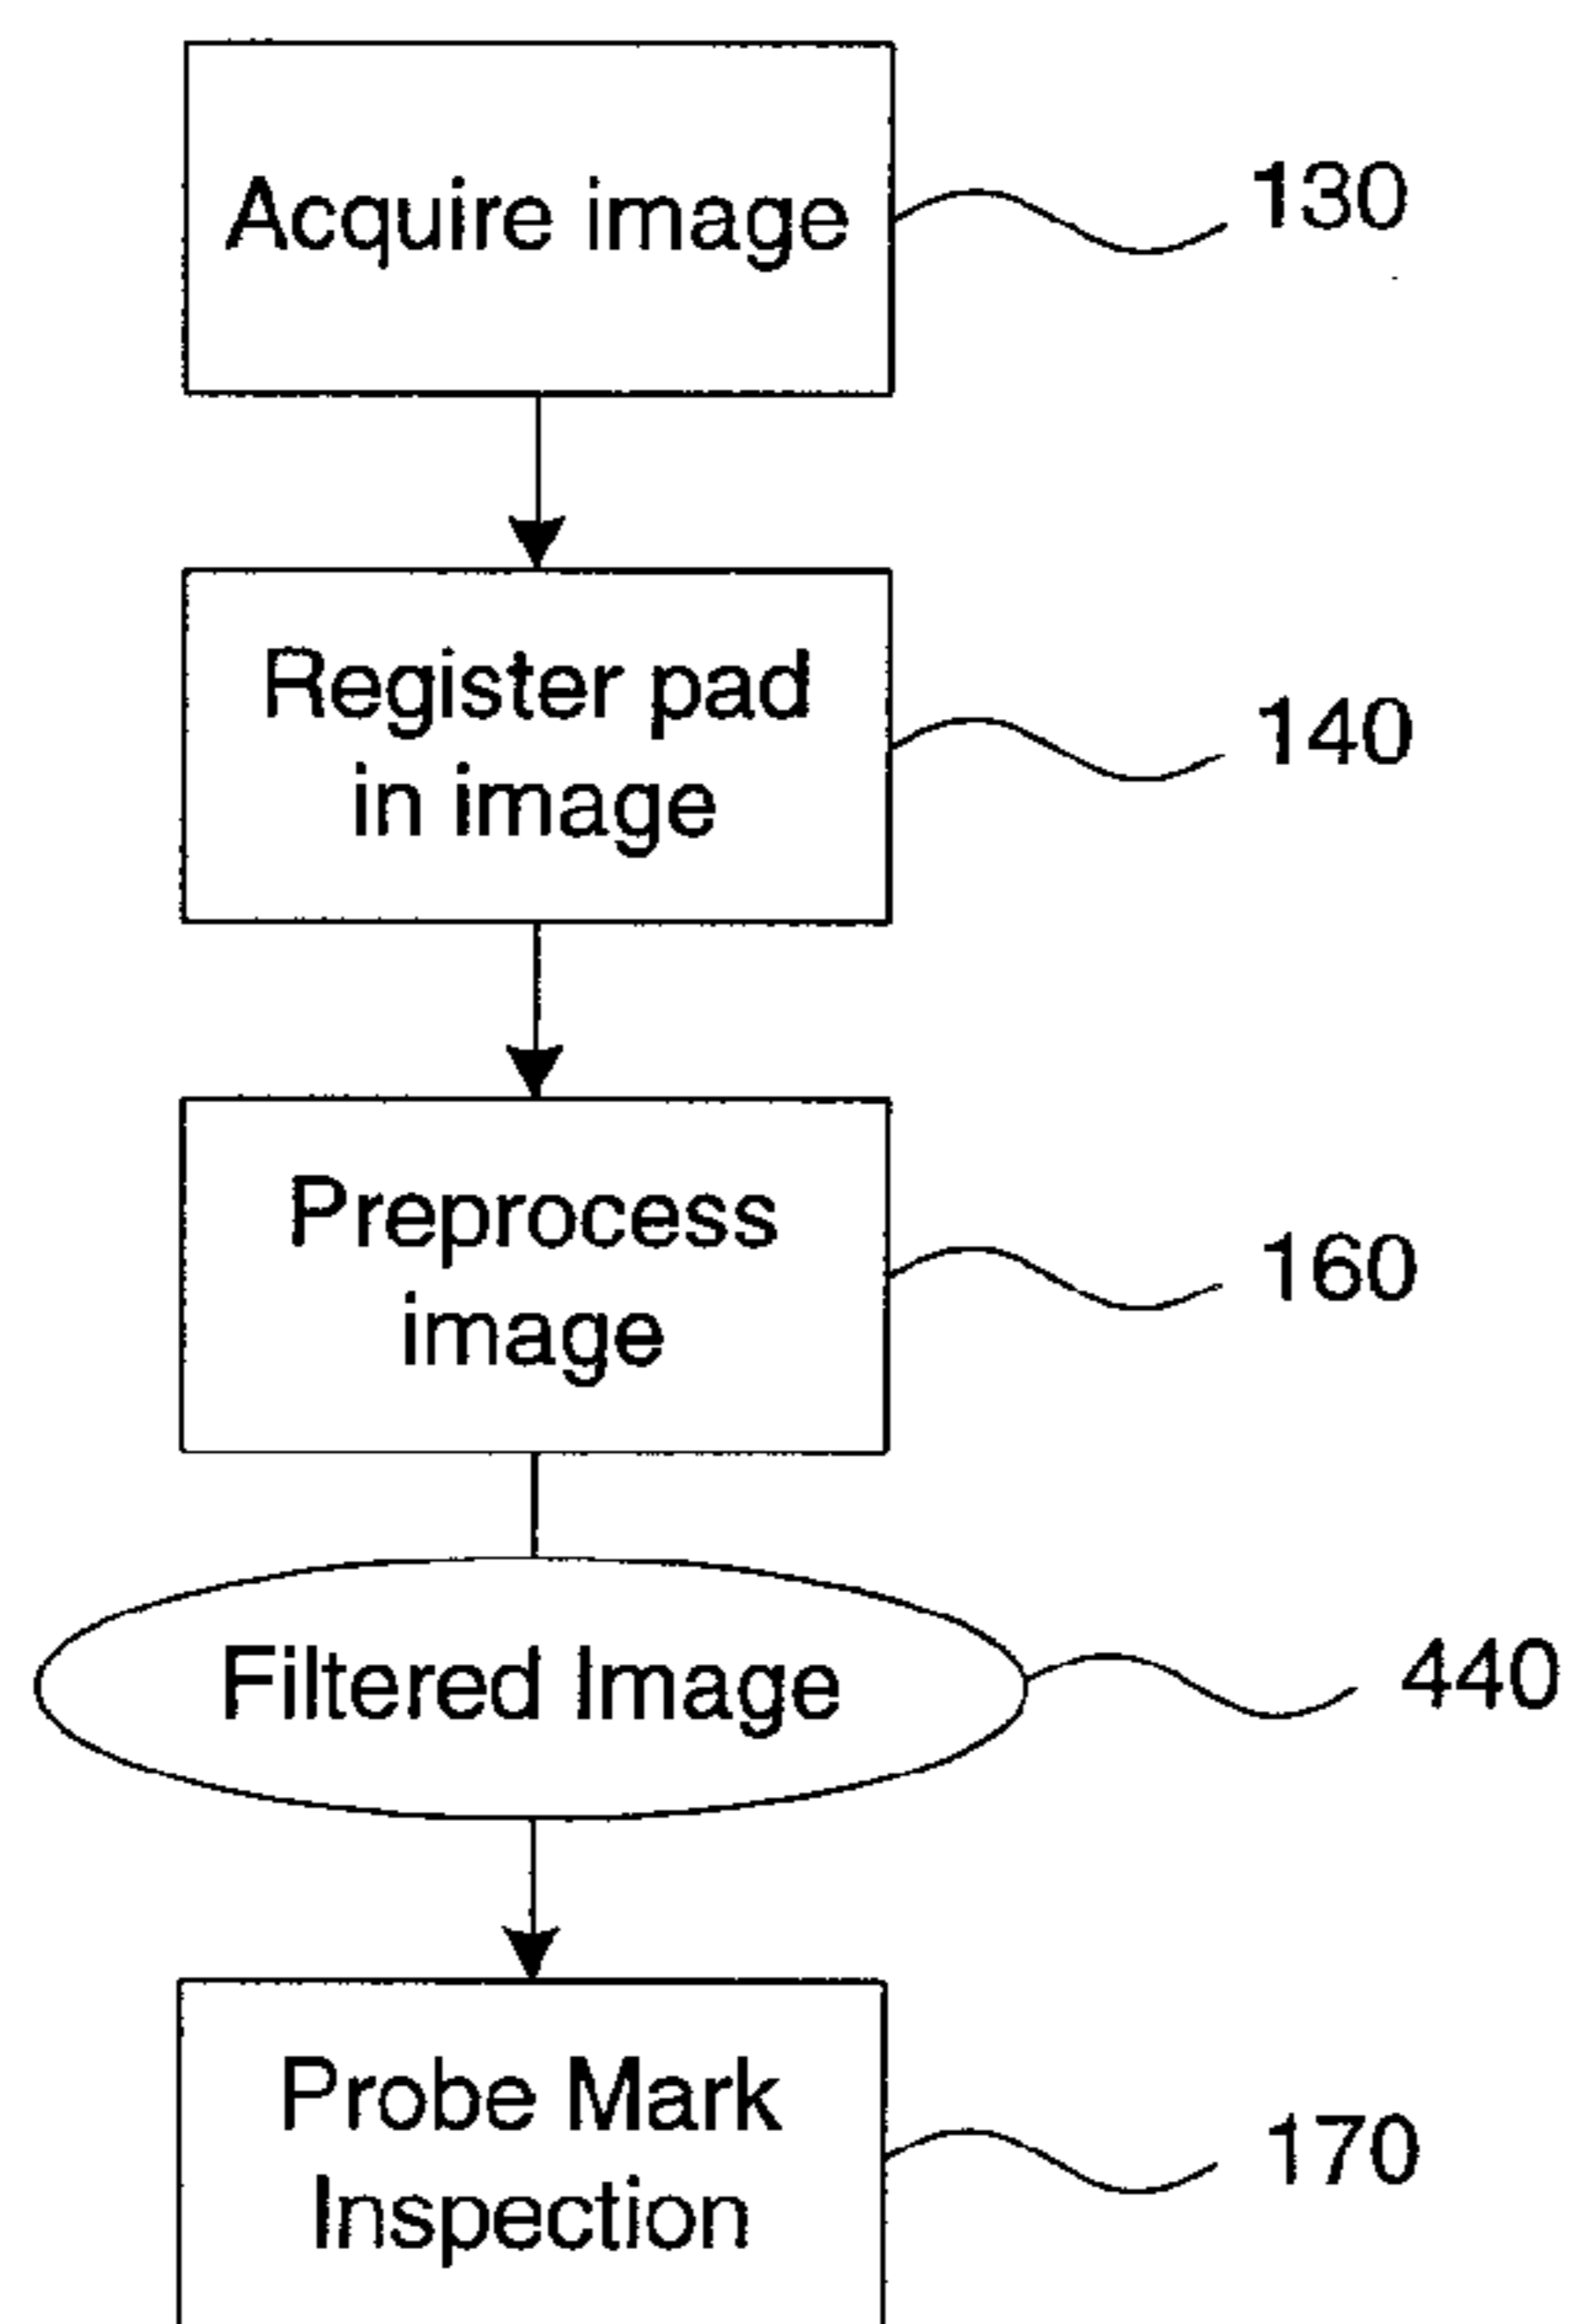 Acquire image
130
Register pad
in image
140
Preprocess
image
160
Filtered Image
440
Probe Mark
Inspection
170